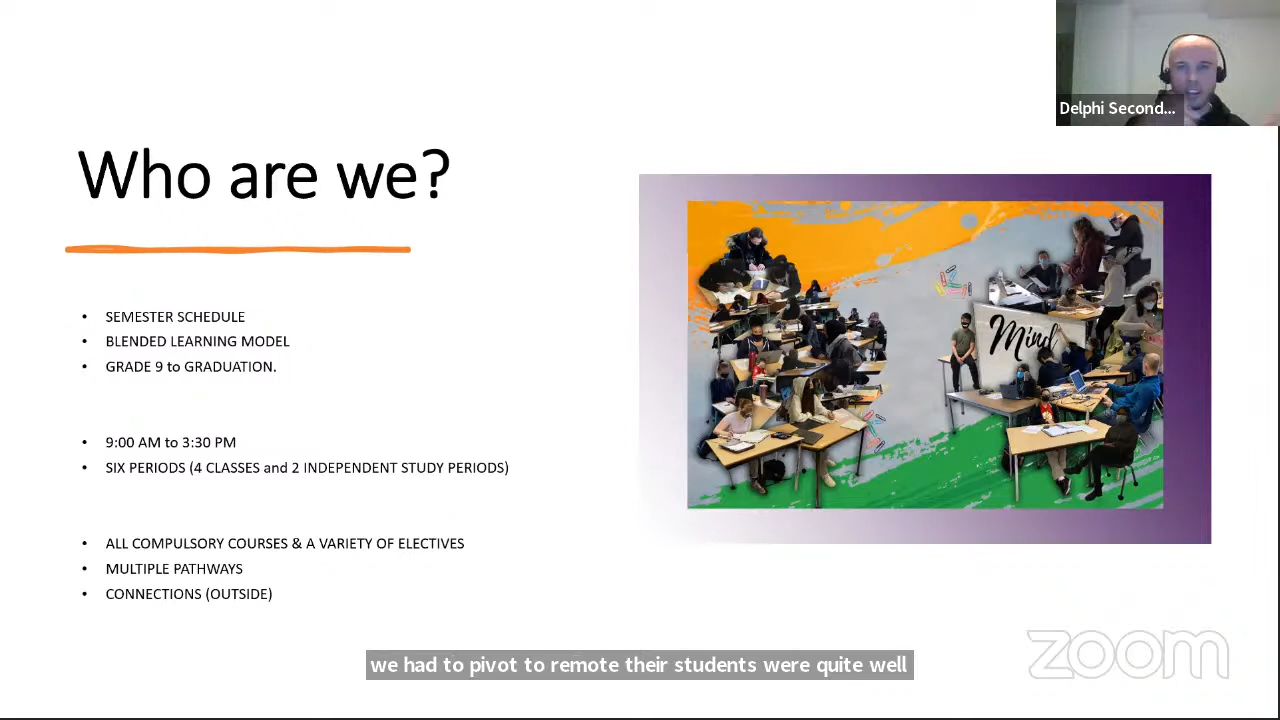 Delphi Second...
Who are we?
• SEMESTER SCHEDULE
• BLENDED LEARNING MODEL
• GRADE 9 to GRADUATION.
• 9:00 AM to 3:30 PM
• SIX PERIODS (4 CLASSES and 2 INDEPENDENT STUDY PERIODS)
• ALL COMPULSORY COURSES & A VARIETY OF ELECTIVES
• MULTIPLE PATHWAYS
• CONNECTIONS (OUTSIDE)
Mind
we had to pivot to remote their students were quite well
zoom